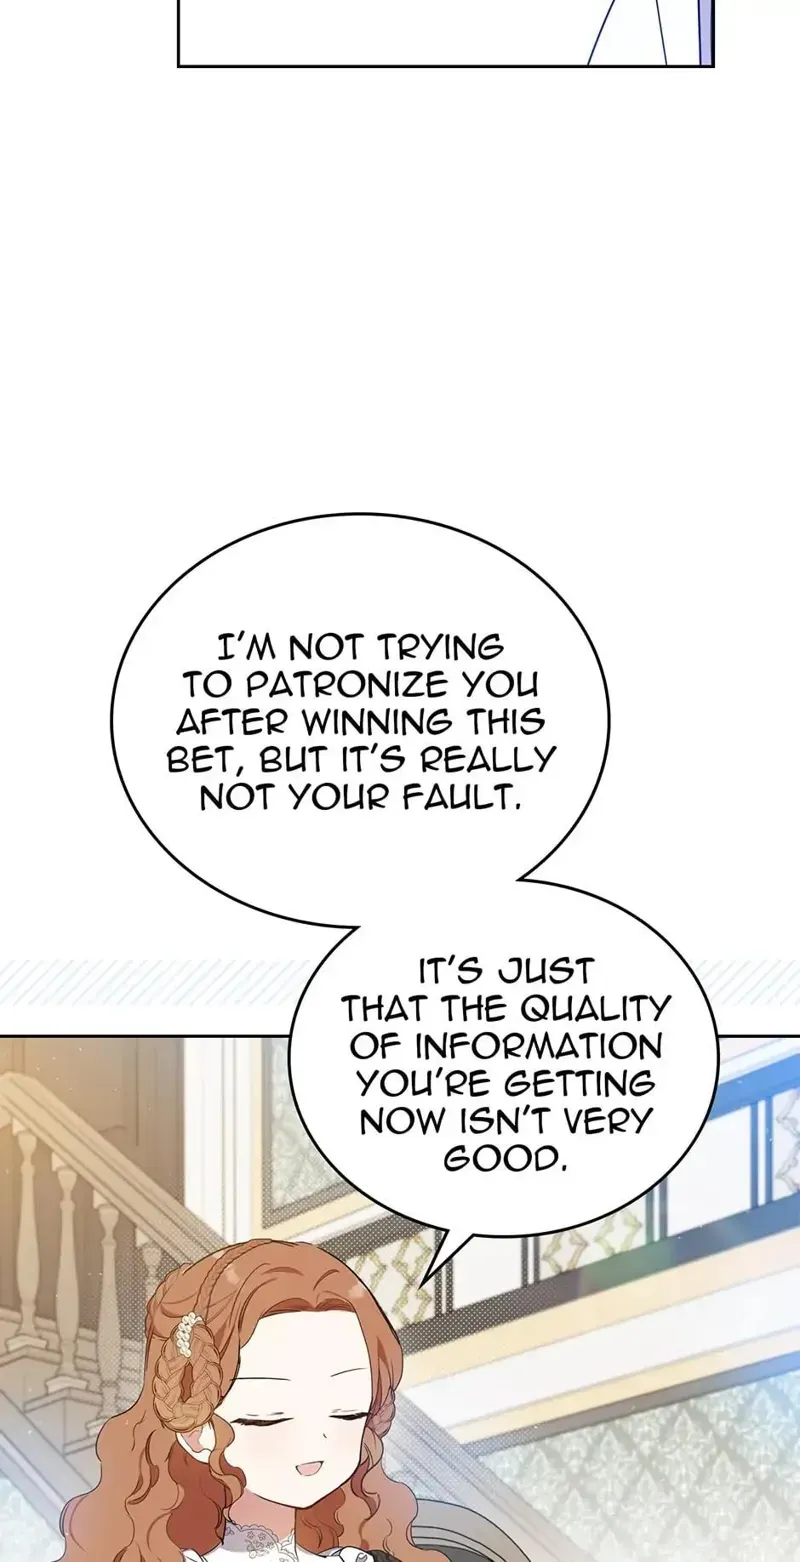 I'M NOT TRYING
TO PATRONIZE YOU
AFTER WINNING THIS
BET, BUT IT'S REALLY
NOT YOUR FAULT.
IT'S JUST
THAT THE QUALITY
OF INFORMATION
YOU'RE GETTING
NOW ISN'T VERY
GOOD.